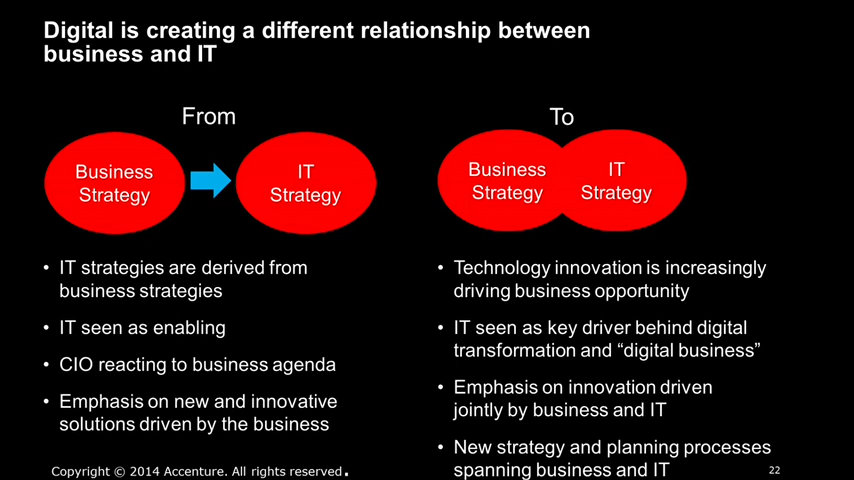 Digital is creating a different relationship between
business and IT
From
Business
Strategy
IT
Strategy
• IT strategies are derived from
business strategies
• IT seen as enabling
• CIO reacting to business agenda
• Emphasis on new and innovative
solutions driven by the business
To
Business
Strategy
IT
Strategy
• Technology innovation is increasingly
driving business opportunity
• IT seen as key driver behind digital
transformation and “digital business”
• Emphasis on innovation driven
jointly by business and IT
• New strategy and planning processes
spanning business and IT
Copyright © 2014 Accenture. All rights reserved.
22